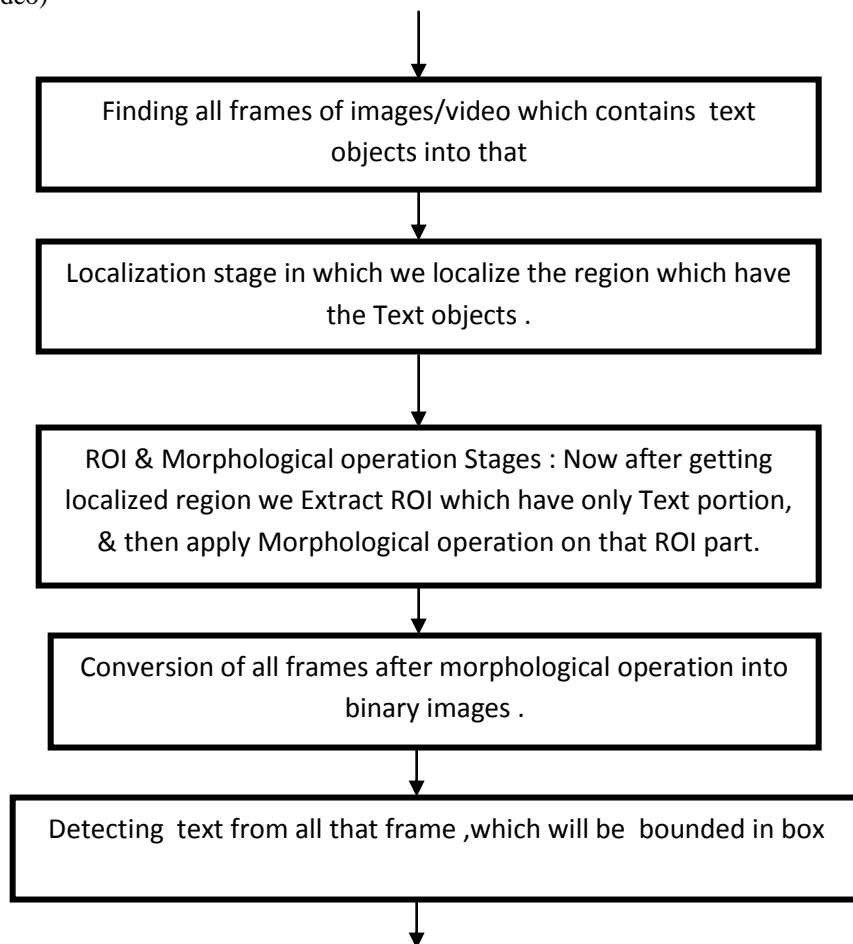 deo)
Finding all frames of images/video which contains text
objects into that
Localization stage in which we localize the region which have
the Text objects .
ROI & Morphological operation Stages : Now after getting
localized region we Extract ROI which have only Text portion,
& then apply Morphological operation on that ROI part.
Conversion of all frames after morphological operation into
binary images .
Detecting text from all that frame ,which will be bounded in box